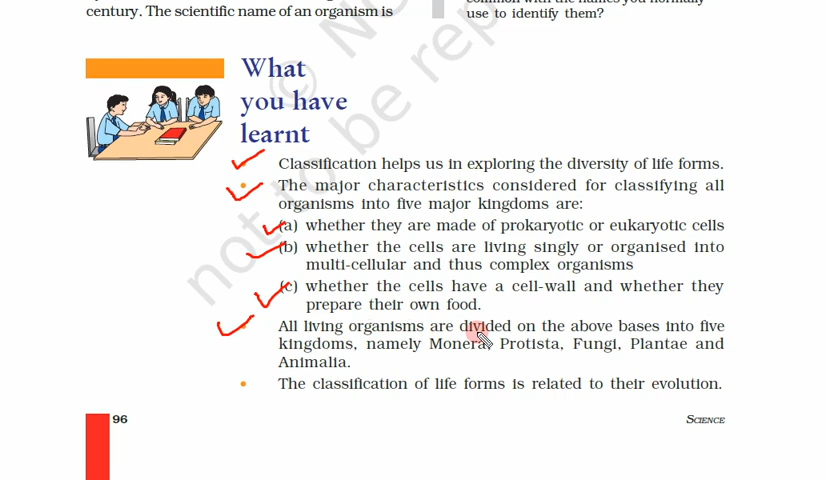 century. The scientific name of an organism is
use to identify them?
What
you have
learnt
• Classification helps us in exploring the diversity of life forms.
• The major characteristics considered for classifying all
organisms into five major kingdoms are:
(a) whether they are made of prokaryotic or eukaryotic cells
(b) whether the cells are living singly or organised into
multi-cellular and thus complex organisms
(c) whether the cells have a cell-wall and whether they
prepare their own food.
• All living organisms are divided on the above bases into five
kingdoms, namely Monera, Protista, Fungi, Plantae and
Animalia.
• The classification of life forms is related to their evolution.
96
SCIENCE
not to be rep